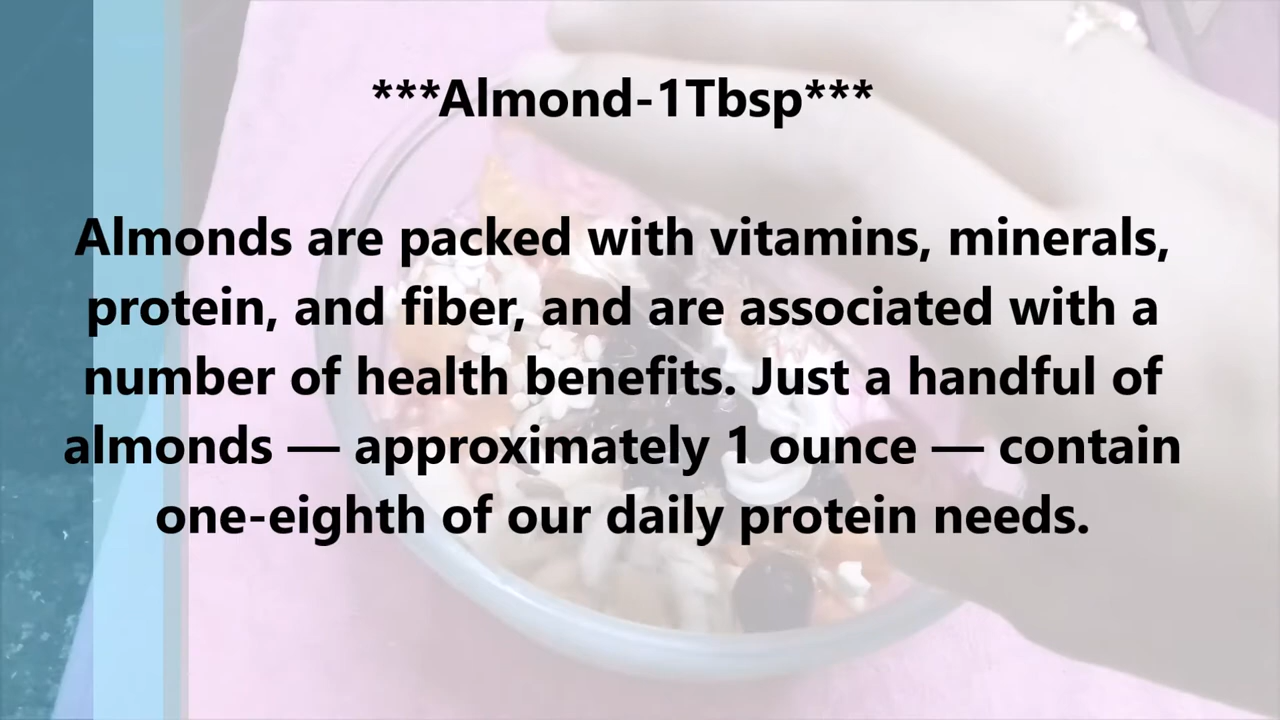 ***Almond-1Tbsp***
Almonds are packed with vitamins, minerals,
protein, and fiber, and are associated with a
number of health benefits. Just a handful of
almonds — approximately 1 ounce — contain
one-eighth of our daily protein needs.